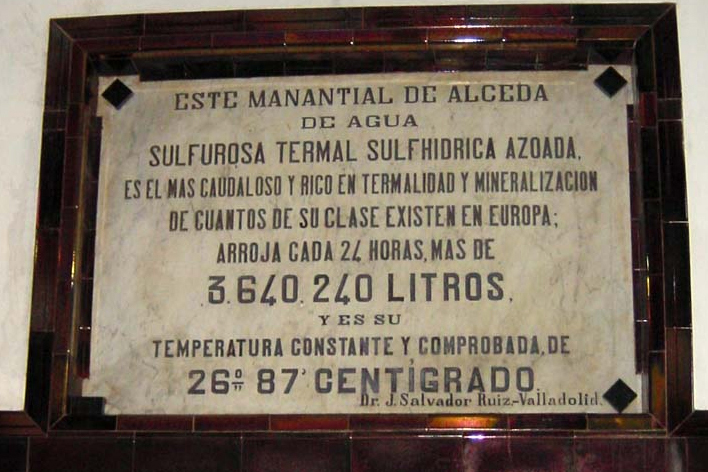 ESTE MANANTIAL DE ALCEDA
DE AGUA
SULFUROSA TERMAL SULFHIDRICA AZOADA,
ES EL MAS CAUDALOSO Y RICO EN TERMALIDAD Y MINERALIZACION
DE CUANTOS DE SU CLASE EXISTEN EN EUROPA;
ARROJA CADA 24 HORAS, MAS DE
3.640.240 LITROS,
Y ES SU
TEMPERATURA CONSTANTE Y COMPROBADA, DE
26º 87' CENTÍGRADO.
Dr. J. Salvador Ruiz.-Valladolid.